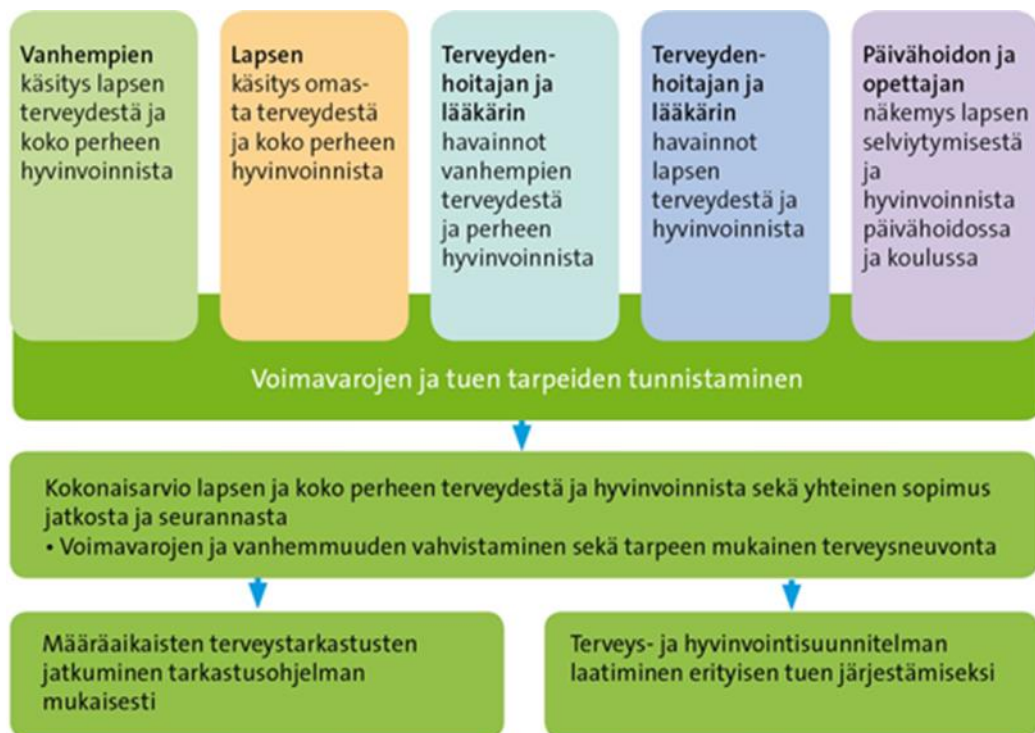 Vanhempien
käsitys lapsen
terveydestä ja
koko perheen
hyvinvoinnista
Lapsen
käsitys omas-
ta terveydestä
ja koko perheen
hyvinvoinnista
Terveyden-
hoitajan ja
lääkärin
havainnot
vanhempien
terveydestä
ja perheen
hyvinvoinnista
Terveyden-
hoitajan ja
lääkärin
havainnot
lapsen
terveydestä ja
hyvinvoinnista
Päivähoidon ja
opettajan
näkemys lapsen
selviytymisestä
ja
hyvinvoinnista
päivähoidossa
ja koulussa
Voimavarojen ja tuen tarpeiden tunnistaminen
Kokonaisarvio lapsen ja koko perheen terveydestä ja hyvinvoinnista sekä yhteinen sopimus
jatkosta ja seurannasta
• Voimavarojen ja vanhemmuuden vahvistaminen sekä tarpeen mukainen terveysneuvonta
Määräaikaisten terveystarkastusten
jatkuminen tarkastusohjelman
mukaisesti
Terveys- ja hyvinvointisuunnitelman
laatiminen erityisen tuen järjestämiseksi